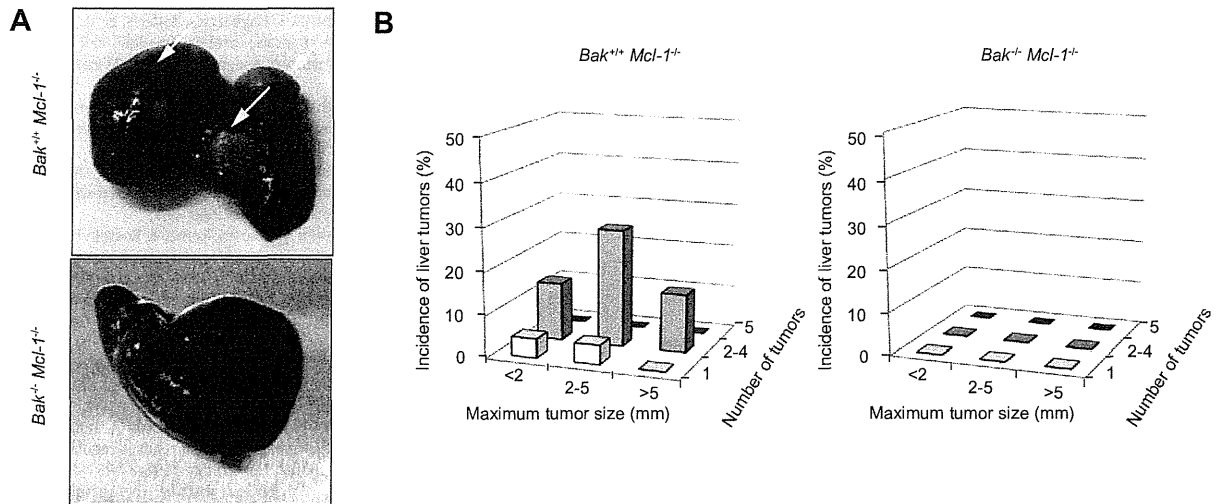 A
Bak+/+ Mcl-1-/-
Bak-/- Mcl-1-/-
B
Bak+/+ Mcl-1-/-
Incidence of liver tumors (%)
50
40
30
20
10
0
<2
2-5
>5
Maximum tumor size (mm)
1
2-4
5
Number of tumors
Bak-/- Mcl-1-/-
Incidence of liver tumors (%)
50
40
30
20
10
0
<2
2-5
>5
Maximum tumor size (mm)
1
2-4
5
Number of tumors